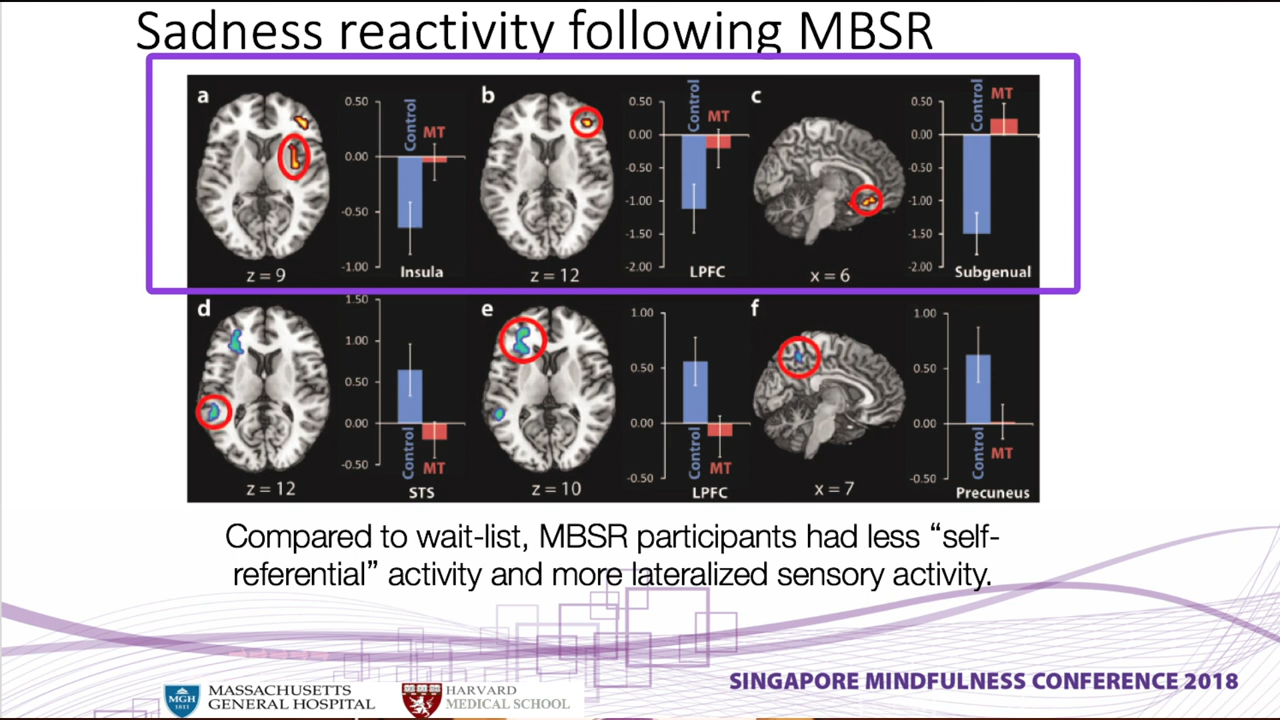 Sadness reactivity following MBSR
a
0.50
0.00
-0.50
-1.00
Control
MT
z = 9
Insula
b
0.50
0.00
-0.50
-1.00
-1.50
-2.00
Control
MT
z = 12
LPFC
c
0.50
0.00
-0.50
-1.00
-1.50
-2.00
Control
MT
x = 6
Subgenual
d
1.50
1.00
0.50
0.00
-0.50
Control
MT
z = 12
STS
e
1.00
0.50
0.00
-0.50
Control
MT
z = 10
LPFC
f
1.00
0.50
0.00
-0.50
Control
MT
x = 7
Precuneus
Compared to wait-list, MBSR participants had less “self-
referential” activity and more lateralized sensory activity.
MGH
1811
MASSACHUSETTS
GENERAL HOSPITAL
HARVARD
MEDICAL SCHOOL
SINGAPORE MINDFULNESS CONFERENCE 2018